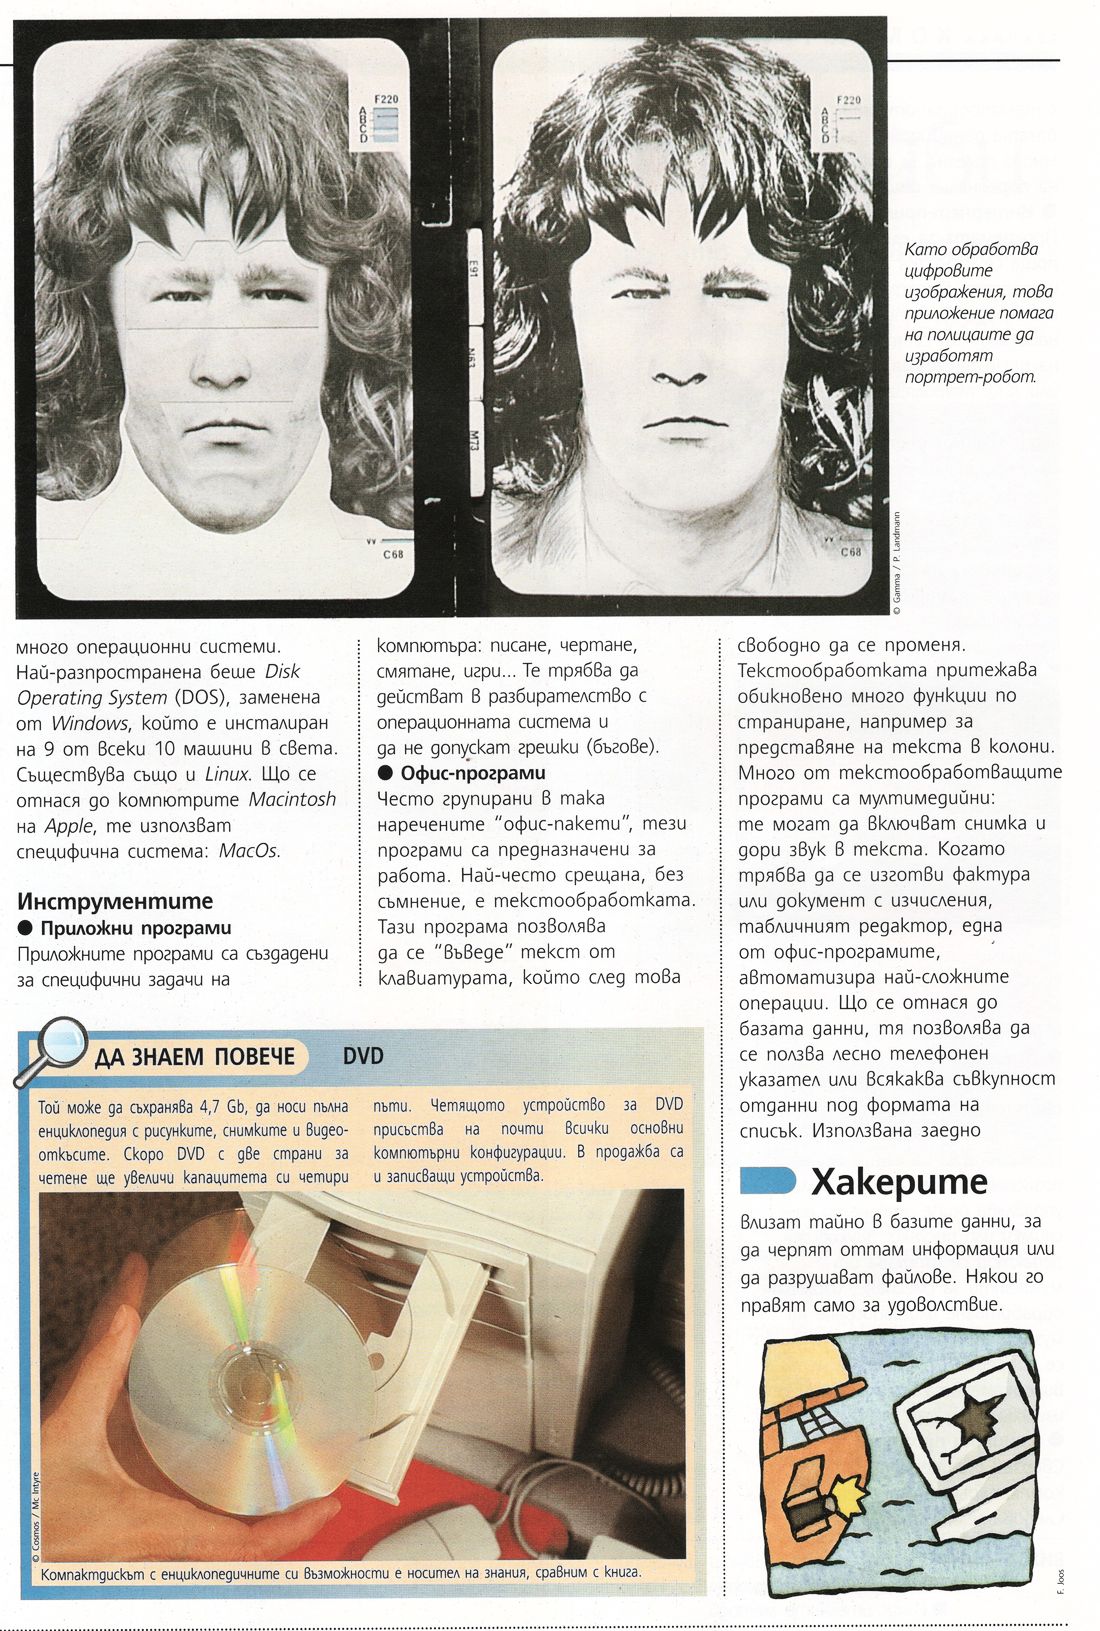 F220
A
B
C
D
E91
N63
M73
VV
C68
F220
A
B
C
D
VV
C68
© Gamma / P. Landmann
Като обработва
цифровите
изображения, това
приложение помага
на полицаите да
изработят
портрет-робот.
много операционни системи.
Най-разпространена беше Disk
Operating System (DOS), заменена
от Windows, който е инсталиран
на 9 от всеки 10 машини в света.
Съществува също и Linux. Що се
отнася до компютрите Macintosh
на Apple, те използват
специфична система: MacOs.
Инструментите
● Приложни програми
Приложните програми са създадени
за специфични задачи на
компютъра: писане, чертане,
смятане, игри... Те трябва да
действат в разбирателство с
операционната система и
да не допускат грешки (бъгове).
● Офис-програми
Често групирани в така
наречените "офис-пакети", тези
програми са предназначени за
работа. Най-често срещана, без
съмнение, е текстообработката.
Тази програма позволява
да се "въведе" текст от
клавиатурата, който след това
свободно да се променя.
Текстообработката притежава
обикновено много функции по
страниране, например за
представяне на текста в колони.
Много от текстообработващите
програми са мултимедийни:
те могат да включват снимка и
дори звук в текста. Когато
трябва да се изготви фактура
или документ с изчисления,
табличният редактор, една
от офис-програмите,
автоматизира най-сложните
операции. Що се отнася до
базата данни, тя позволява да
се ползва лесно телефонен
указател или всякаква съвкупност
отданни под формата на
списък. Използвана заедно
ДА ЗНАЕМ ПОВЕЧЕ DVD
Той може да съхранява 4,7 Gb, да носи пълна
енциклопедия с рисунките, снимките и видео-
откъсите. Скоро DVD с две страни за
четене ще увеличи капацитета си четири
пъти. Четящото устройство за DVD
присъства на почти всички основни
компютърни конфигурации. В продажба са
и записващи устройства.
© Cosmos / Mc Intyre
Компактдискът с енциклопедичните си възможности е носител на знания, сравним с книга.
Хакерите
Влизат тайно в базите данни, за
да черпят оттам информация или
да разрушават файлове. Някои го
правят само за удоволствие.
F. Joos